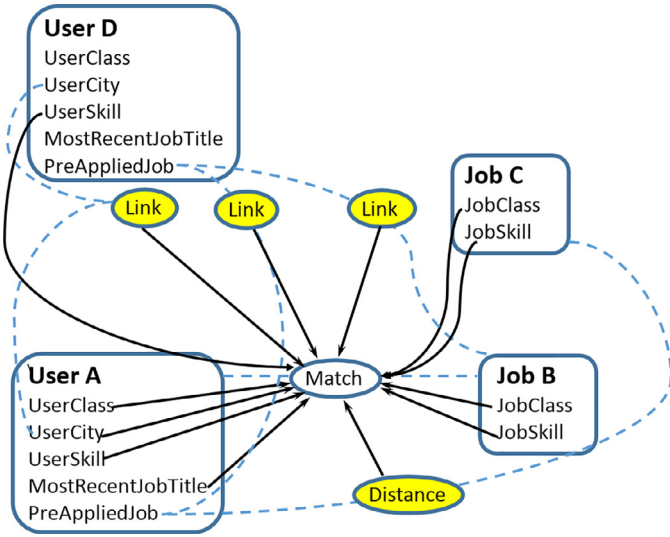 User D
UserClass
UserCity
UserSkill
MostRecentJobTitle
PreAppliedJob
Link
Link
Link
Job C
JobClass
JobSkill
User A
UserClass
UserCity
UserSkill
MostRecentJobTitle
PreAppliedJob
Match
Job B
JobClass
JobSkill
Distance